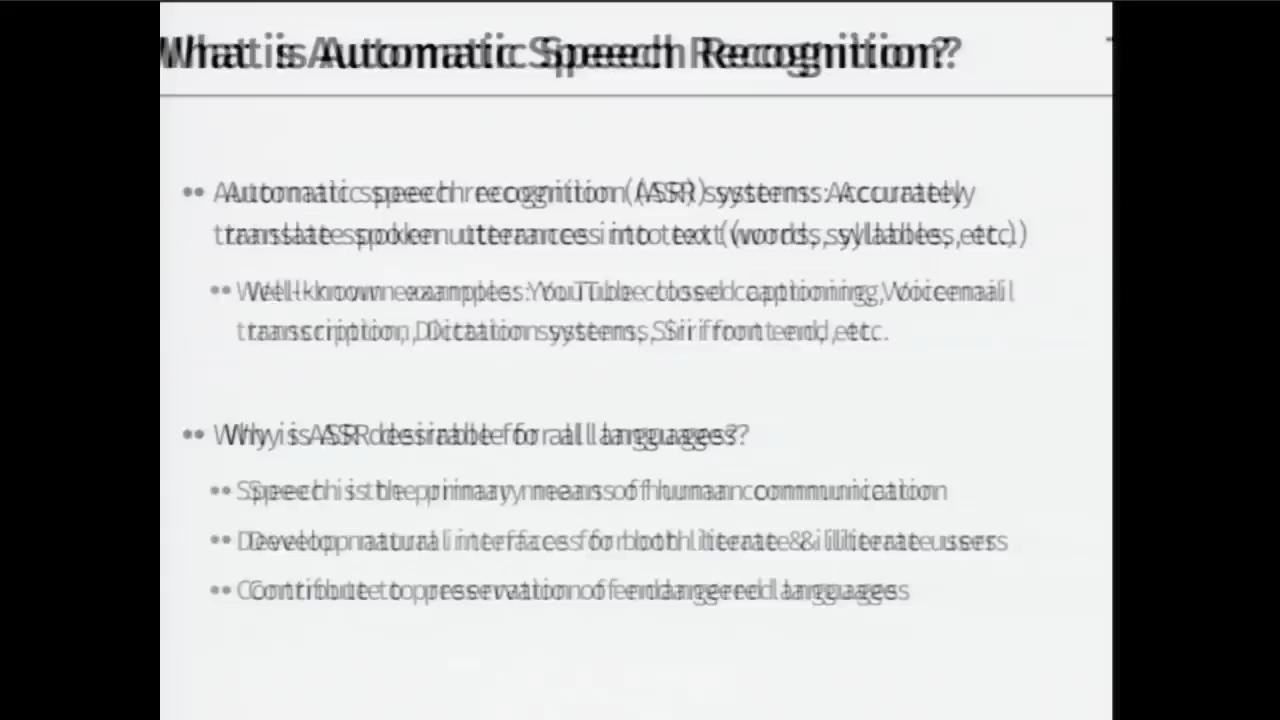 What is Automatic Speech Recognition?
• Automatic speech recognition (ASR) systems: Accurately
translate spoken utterances into text (words, syllables, etc.)
• Well-known examples: YouTube closed captioning, Voicemail
transcription, Dictation systems, Siri front end, etc.
• Why is ASR desirable for all languages?
• Speech is the primary means of human communication
• Develop natural interfaces for both literate & illiterate users
• Contribute to preservation of endangered languages